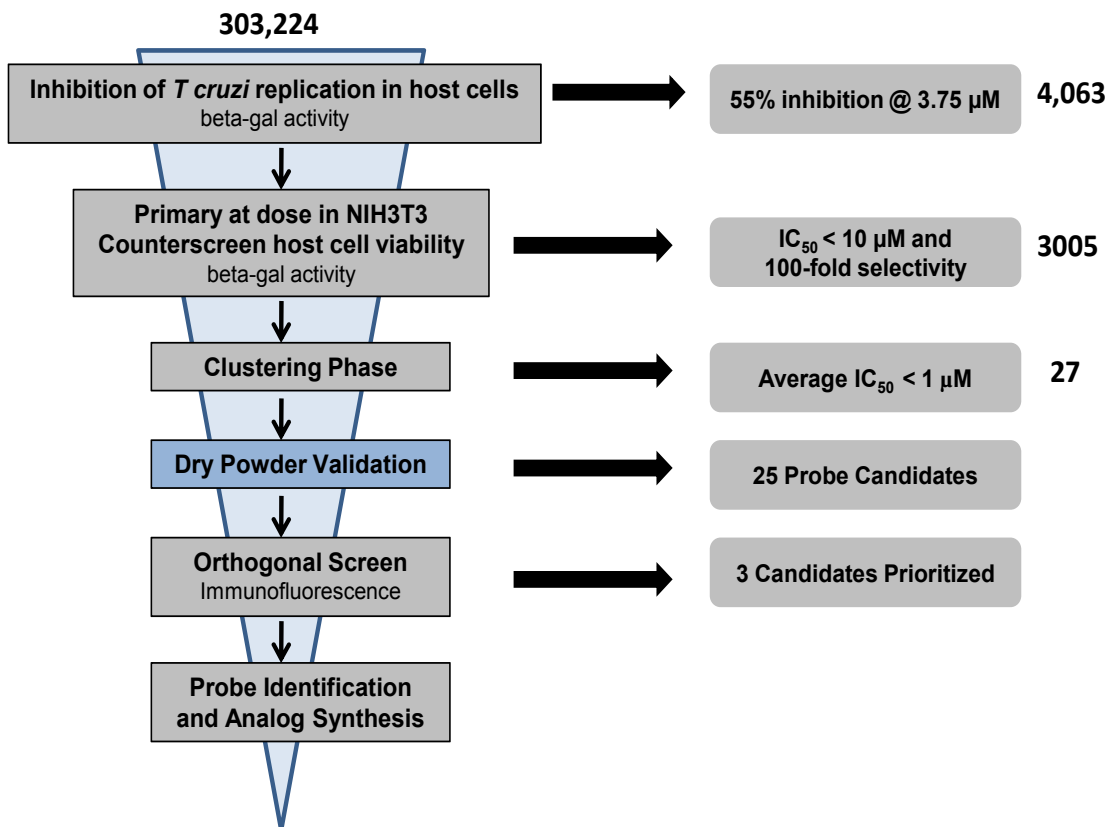 303,224
Inhibition of T cruzi replication in host cells
beta-gal activity
55% inhibition @ 3.75 µM
4,063
Primary at dose in NIH3T3
Counterscreen host cell viability
beta-gal activity
IC50 < 10 µM and
100-fold selectivity
3005
Clustering Phase
Average IC50 < 1 µM
27
Dry Powder Validation
25 Probe Candidates
Orthogonal Screen
Immunofluorescence
3 Candidates Prioritized
Probe Identification
and Analog Synthesis